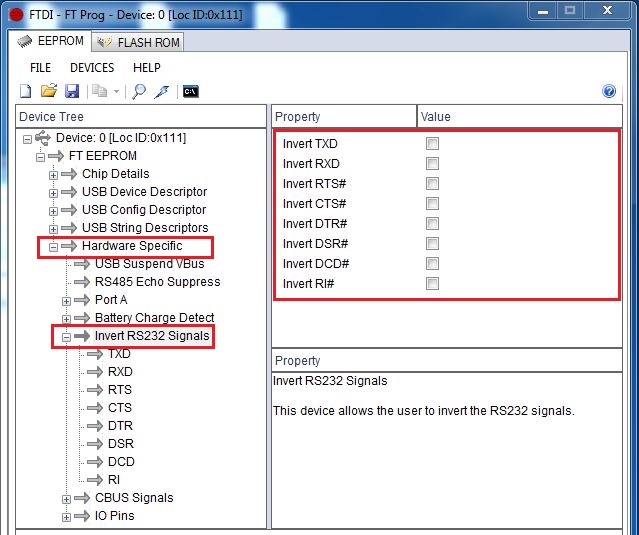 FTDI - FT Prog - Device: 0 [Loc ID:0x111]
EEPROM FLASH ROM
FILE DEVICES HELP
C:\
?
Device Tree
Device: 0 [Loc ID:0x111]
FT EEPROM
Chip Details
USB Device Descriptor
USB Config Descriptor
USB String Descriptors
Hardware Specific
USB Suspend VBus
RS485 Echo Suppress
Port A
Battery Charge Detect
Invert RS232 Signals
TXD
RXD
RTS
CTS
DTR
DSR
DCD
RI
CBUS Signals
IO Pins
Property Value
Invert TXD
Invert RXD
Invert RTS#
Invert CTS#
Invert DTR#
Invert DSR#
Invert DCD#
Invert RI#
Property
Invert RS232 Signals
This device allows the user to invert the RS232 signals.